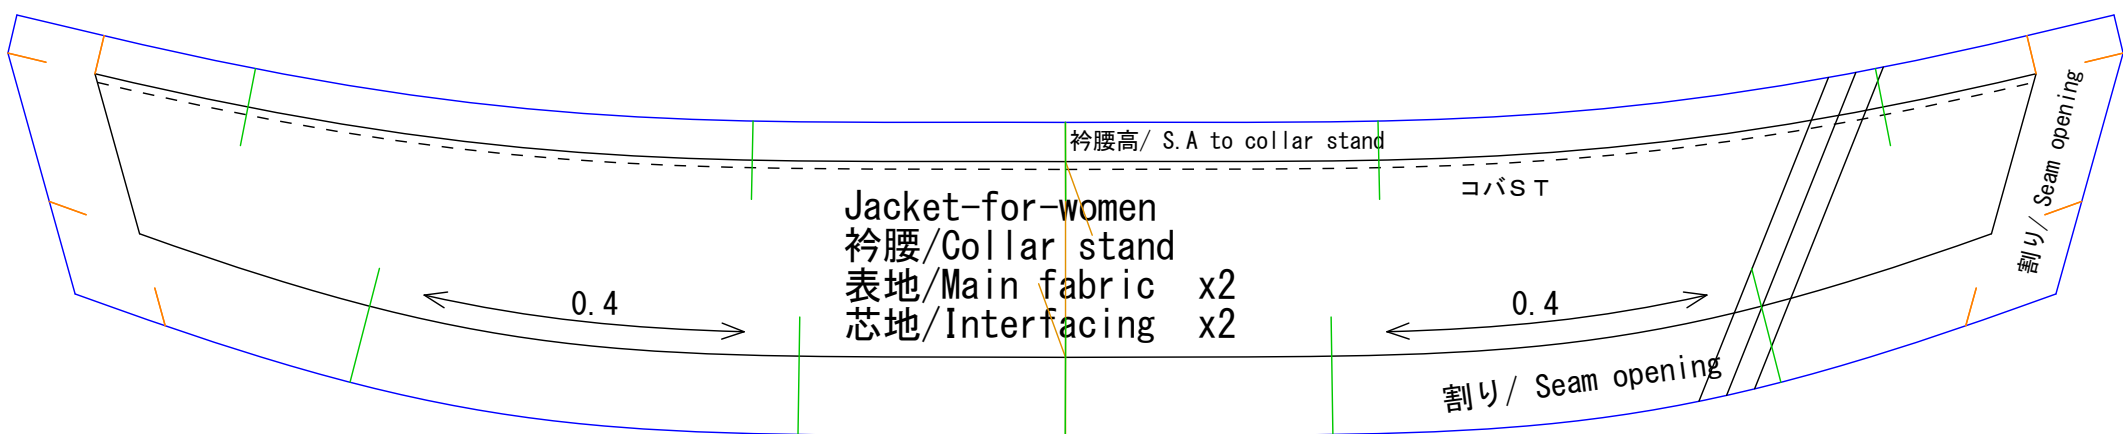 衿腰高/ S.A to collar stand
コバST
Jacket-for-women
衿腰/Collar stand
表地/Main fabric x2
芯地/Interfacing x2
0.4
0.4
割り/ Seam opening
割り/ Seam opening